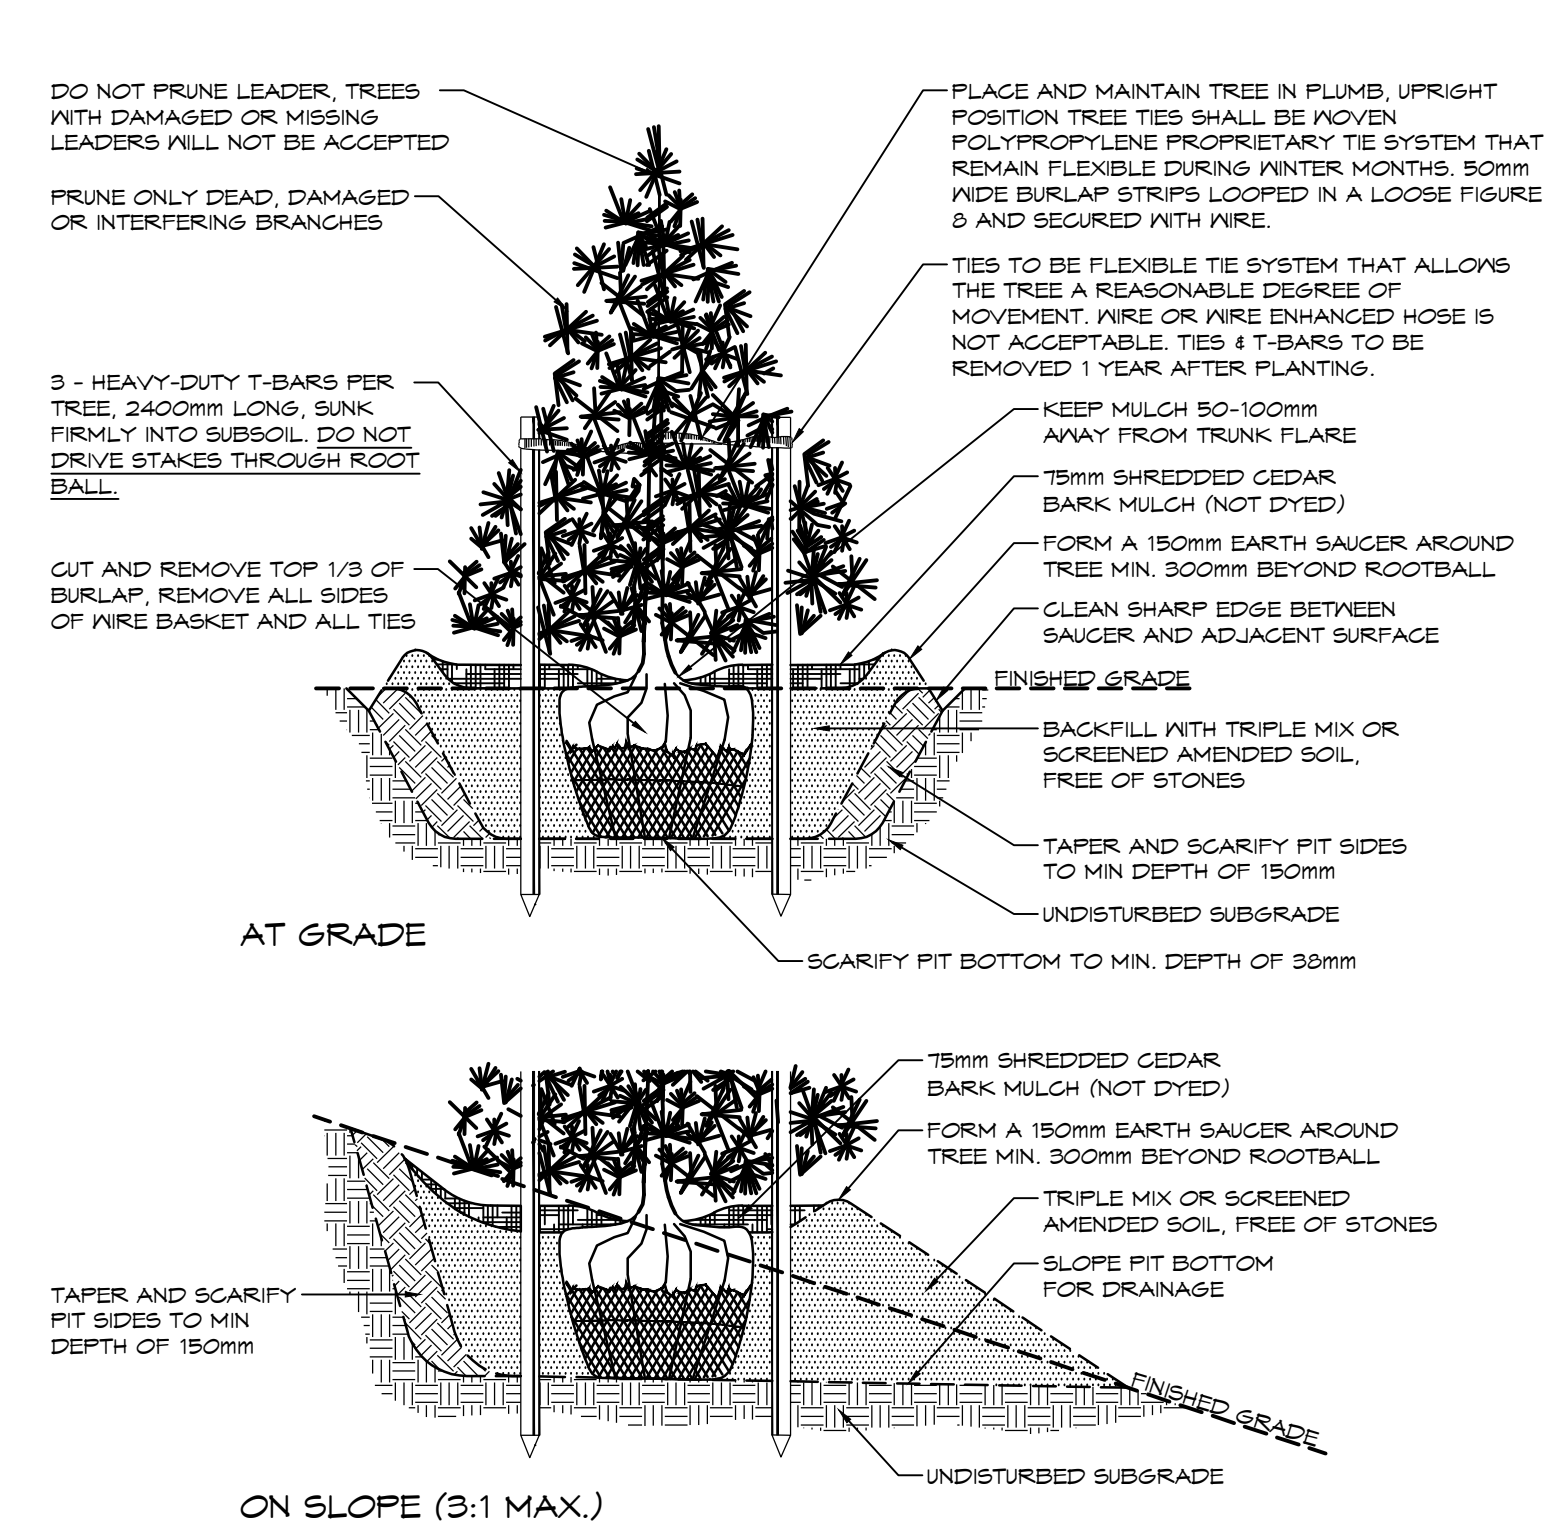 DO NOT PRUNE LEADER, TREES
WITH DAMAGED OR MISSING
LEADERS WILL NOT BE ACCEPTED
PRUNE ONLY DEAD, DAMAGED
OR INTERFERING BRANCHES
3 - HEAVY-DUTY T-BARS PER
TREE, 2400mm LONG, SUNK
FIRMLY INTO SUBSOIL. DO NOT
DRIVE STAKES THROUGH ROOT
BALL.
CUT AND REMOVE TOP 1/3 OF
BURLAP, REMOVE ALL SIDES
OF WIRE BASKET AND ALL TIES
PLACE AND MAINTAIN TREE IN PLUMB, UPRIGHT
POSITION TREE TIES SHALL BE WOVEN
POLYPROPYLENE PROPRIETARY TIE SYSTEM THAT
REMAIN FLEXIBLE DURING WINTER MONTHS. 50mm
WIDE BURLAP STRIPS LOOPED IN A LOOSE FIGURE
8 AND SECURED WITH WIRE.
TIES TO BE FLEXIBLE TIE SYSTEM THAT ALLOWS
THE TREE A REASONABLE DEGREE OF
MOVEMENT. WIRE OR WIRE ENHANCED HOSE IS
NOT ACCEPTABLE. TIES & T-BARS TO BE
REMOVED 1 YEAR AFTER PLANTING.
KEEP MULCH 50-100mm
AWAY FROM TRUNK FLARE
75mm SHREDDED CEDAR
BARK MULCH (NOT DYED)
FORM A 150mm EARTH SAUCER AROUND
TREE MIN. 300mm BEYOND ROOTBALL
CLEAN SHARP EDGE BETWEEN
SAUCER AND ADJACENT SURFACE
FINISHED GRADE
BACKFILL WITH TRIPLE MIX OR
SCREENED AMENDED SOIL,
FREE OF STONES
TAPER AND SCARIFY PIT SIDES
TO MIN DEPTH OF 150mm
UNDISTURBED SUBGRADE
SCARIFY PIT BOTTOM TO MIN. DEPTH OF 38mm
AT GRADE
75mm SHREDDED CEDAR
BARK MULCH (NOT DYED)
FORM A 150mm EARTH SAUCER AROUND
TREE MIN. 300mm BEYOND ROOTBALL
TRIPLE MIX OR SCREENED
AMENDED SOIL, FREE OF STONES
SLOPE PIT BOTTOM
FOR DRAINAGE
TAPER AND SCARIFY
PIT SIDES TO MIN
DEPTH OF 150mm
FINISHED GRADE
UNDISTURBED SUBGRADE
ON SLOPE (3:1 MAX.)